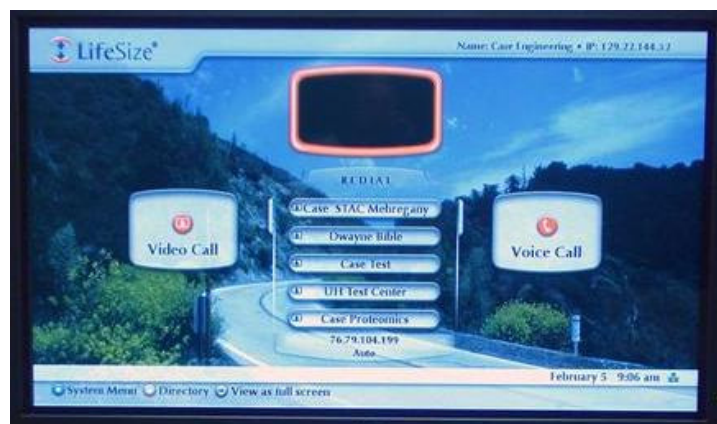 LifeSize®
Name: Case Engineering • IP: 129.22.144.52
REDIAL
Case STAC Mehregany
Dwayne Bible
Case Test
UH Test Center
Case Proteomics
76.79.104.199
Auto
Video Call
Voice Call
February 5 9:06 am
System Menu Directory View as full screen